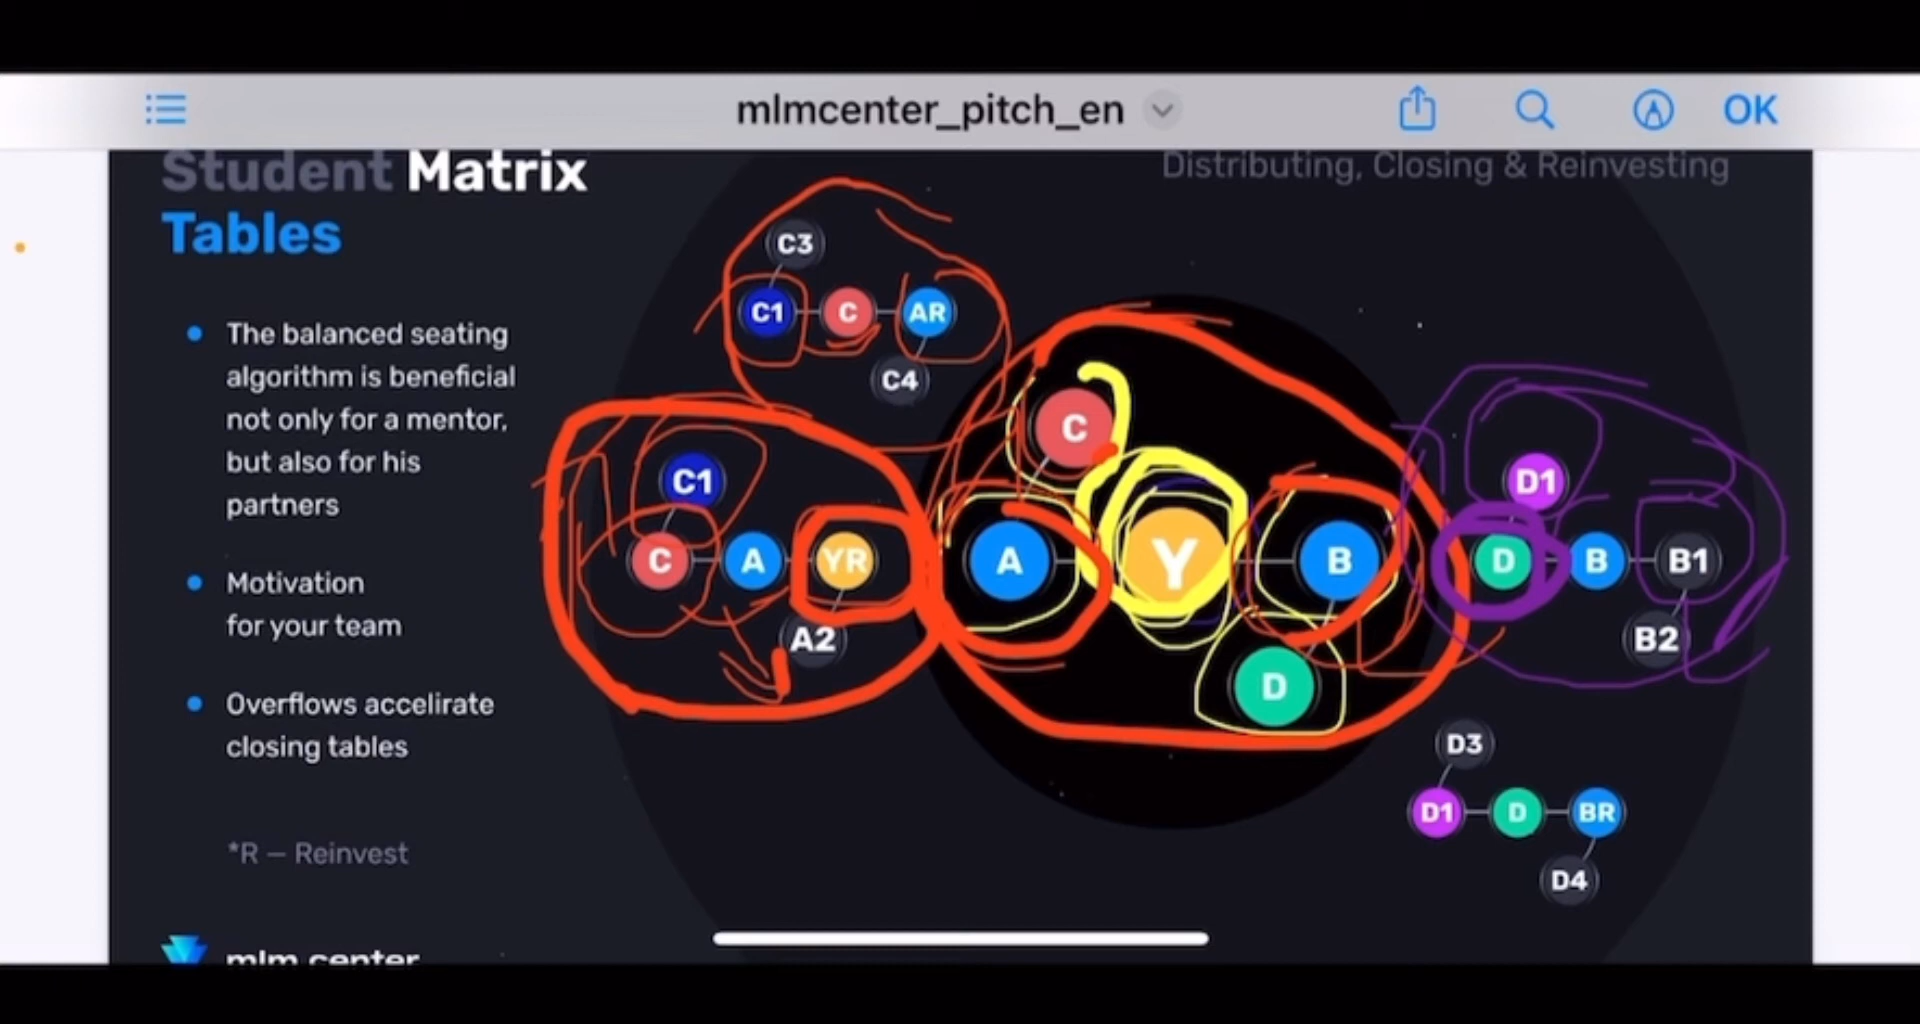 mlmcenter_pitch_en
OK
Student Matrix
Tables
Distributing, Closing & Reinvesting
The balanced seating
algorithm is beneficial
not only for a mentor,
but also for his
partners
Motivation
for your team
Overflows accelirate
closing tables
*R — Reinvest
mlm center
C3
C1
C
AR
C4
C1
C
A
YR
A2
C
A
Y
B
D
D1
D
B
B1
B2
D3
D1
D
BR
D4